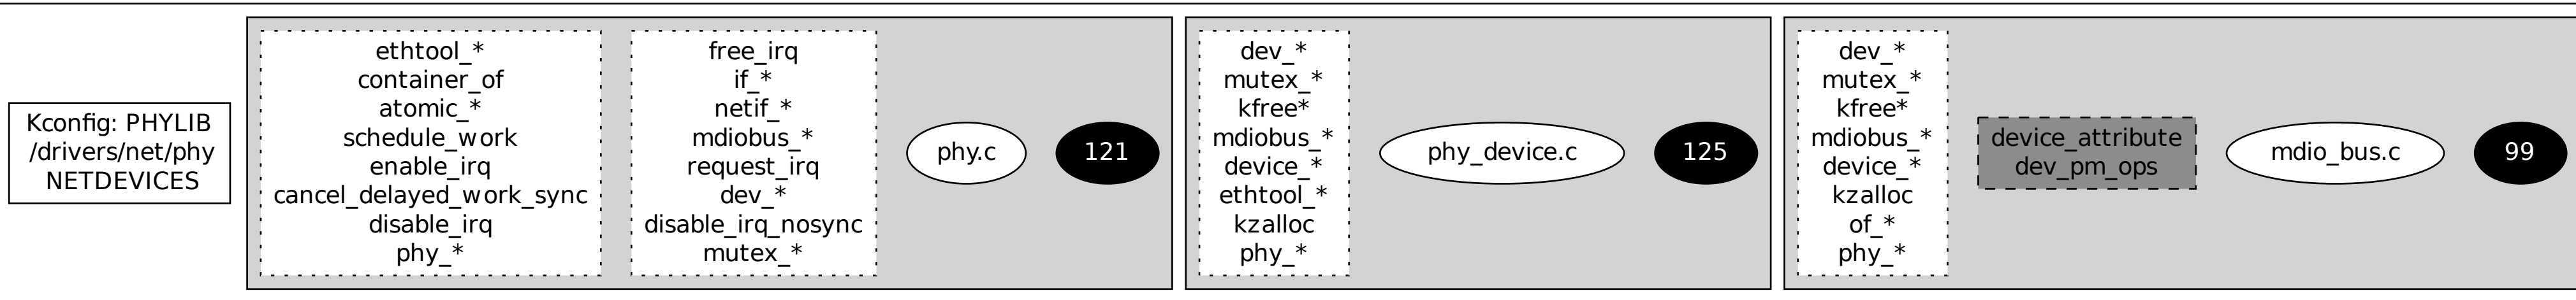 Kconfig: PHYLIB
/drivers/net/phy
NETDEVICES
ethtool_*
container_of
atomic_*
schedule_work
enable_irq
cancel_delayed_work_sync
disable_irq
phy_*
free_irq
if_*
netif_*
mdiobus_*
request_irq
dev_*
disable_irq_nosync
mutex_*
phy.c
121
dev_*
mutex_*
kfree*
mdiobus_*
device_*
ethtool_*
kzalloc
phy_*
phy_device.c
125
dev_*
mutex_*
kfree*
mdiobus_*
device_*
kzalloc
of_*
phy_*
device_attribute
dev_pm_ops
mdio_bus.c
99